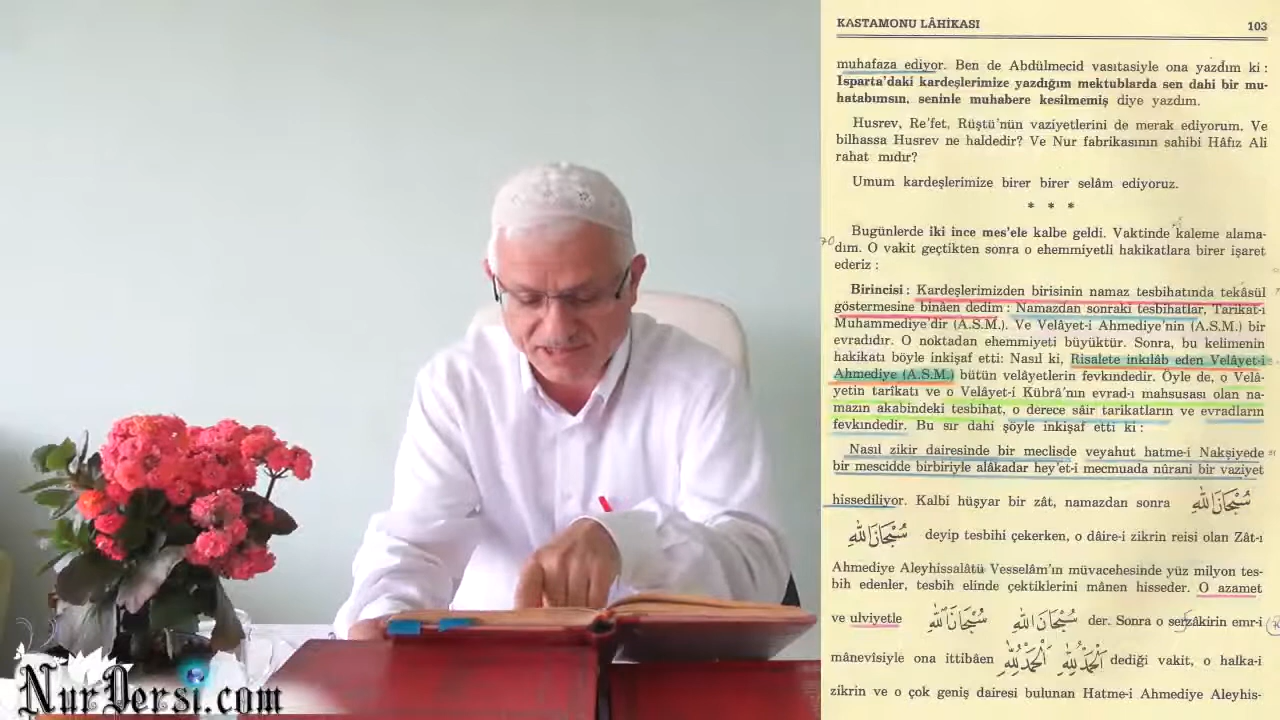 KASTAMONU LÂHİKASI 103
muhafaza ediyor. Ben de Abdülmecid vasıtasiyle ona yazdım ki :
Isparta'daki kardeşlerimize yazdığım mektublarda sen dahi bir mu-
hatabımsın, seninle muhabere kesilmemiş diye yazdım.
Husrev, Re'fet, Rüştü'nün vaziyetlerini de merak ediyorum. Ve
bilhassa Husrev ne haldedir? Ve Nur fabrikasının sahibi Hâfız Ali
rahat mıdır?
Umum kardeşlerimize birer birer selâm ediyoruz.
* * *
Bugünlerde iki ince mes'ele kalbe geldi. Vaktinde kaleme alama-
dım. O vakit geçtikten sonra o ehemmiyetli hakikatlara birer işaret
ederiz :
Birincisi : Kardeşlerimizden birisinin namaz tesbihatında tekâsül
göstermesine binâen dedim : Namazdan sonraki tesbihatlar, Tarikat-i
Muhammediye'dir (A.S.M.). Ve Velâyet-i Ahmediye'nin (A.S.M.) bir
evradıdır. O noktadan ehemmiyeti büyüktür. Sonra, bu kelimenin
hakikatı böyle inkişaf etti: Nasıl ki, Risalete inkılâb eden Velâyet-i
Ahmediye (A.S.M.) bütün velâyetlerin fevkındedir. Öyle de, o Velâ-
yetin tarikatı ve o Velâyet-i Kübrâ'nın evrad-ı mahsusası olan na-
mazın akabindeki tesbihat, o derece sâir tarikatların ve evradların
fevkındedir. Bu sır dahi şöyle inkişaf etti ki :
Nasıl zikir dairesinde bir meclisde veyahut hatme-i Nakşiyede
bir mescidde birbiriyle alâkadar hey'et-i mecmuada nûrani bir vaziyet
hissediliyor. Kalbi hüşyar bir zât, namazdan sonra سُبْحَانَ اللّٰهِ
سُبْحَانَ اللّٰهِ deyip tesbihi çekerken, o dâire-i zikrin reisi olan Zât-ı
Ahmediye Aleyhissalâtü Vesselâm'ın müvacehesinde yüz milyon tes-
bih edenler, tesbih elinde çektiklerini mânen hisseder. O azamet
ve ulviyetle سُبْحَانَ اللّٰهِ سُبْحَانَ اللّٰهِ der. Sonra o serzâkirin emr-i
mânevîsiyle ona ittibâen اَلْحَمْدُ لِلّٰهِ اَلْحَمْدُ لِلّٰهِ dediği vakit, o halka-i
zikrin ve o çok geniş dairesi bulunan Hatme-i Ahmediye Aleyhis-
NurDersi.com